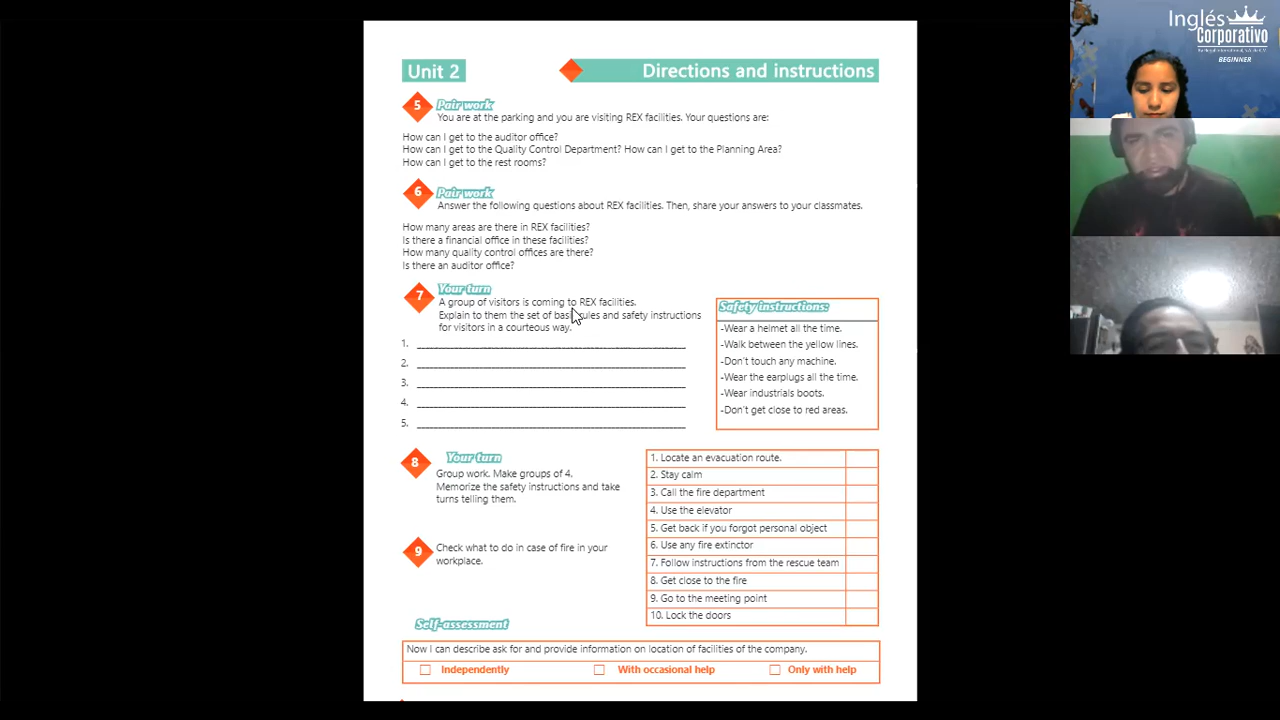 Unit 2
Directions and instructions
5 Pair work
You are at the parking and you are visiting REX facilities. Your questions are:
How can I get to the auditor office?
How can I get to the Quality Control Department? How can I get to the Planning Area?
How can I get to the rest rooms?
6 Pair work
Answer the following questions about REX facilities. Then, share your answers to your classmates.
How many areas are there in REX facilities?
Is there a financial office in these facilities?
How many quality control offices are there?
Is there an auditor office?
7 Your turn
A group of visitors is coming to REX facilities.
Explain to them the set of basic rules and safety instructions
for visitors in a courteous way.
1.
2.
3.
4.
5.
Safety instructions:
-Wear a helmet all the time.
-Walk between the yellow lines.
-Don't touch any machine.
-Wear the earplugs all the time.
-Wear industrials boots.
-Don't get close to red areas.
8 Your turn
Group work. Make groups of 4.
Memorize the safety instructions and take
turns telling them.
9 Check what to do in case of fire in your
workplace.
1. Locate an evacuation route.
2. Stay calm
3. Call the fire department
4. Use the elevator
5. Get back if you forgot personal object
6. Use any fire extinctor
7. Follow instructions from the rescue team
8. Get close to the fire
9. Go to the meeting point
10. Lock the doors
Self-assessment
Now I can describe ask for and provide information on location of facilities of the company.
Independently
With occasional help
Only with help
Inglés
Corporativo
BEGINNER